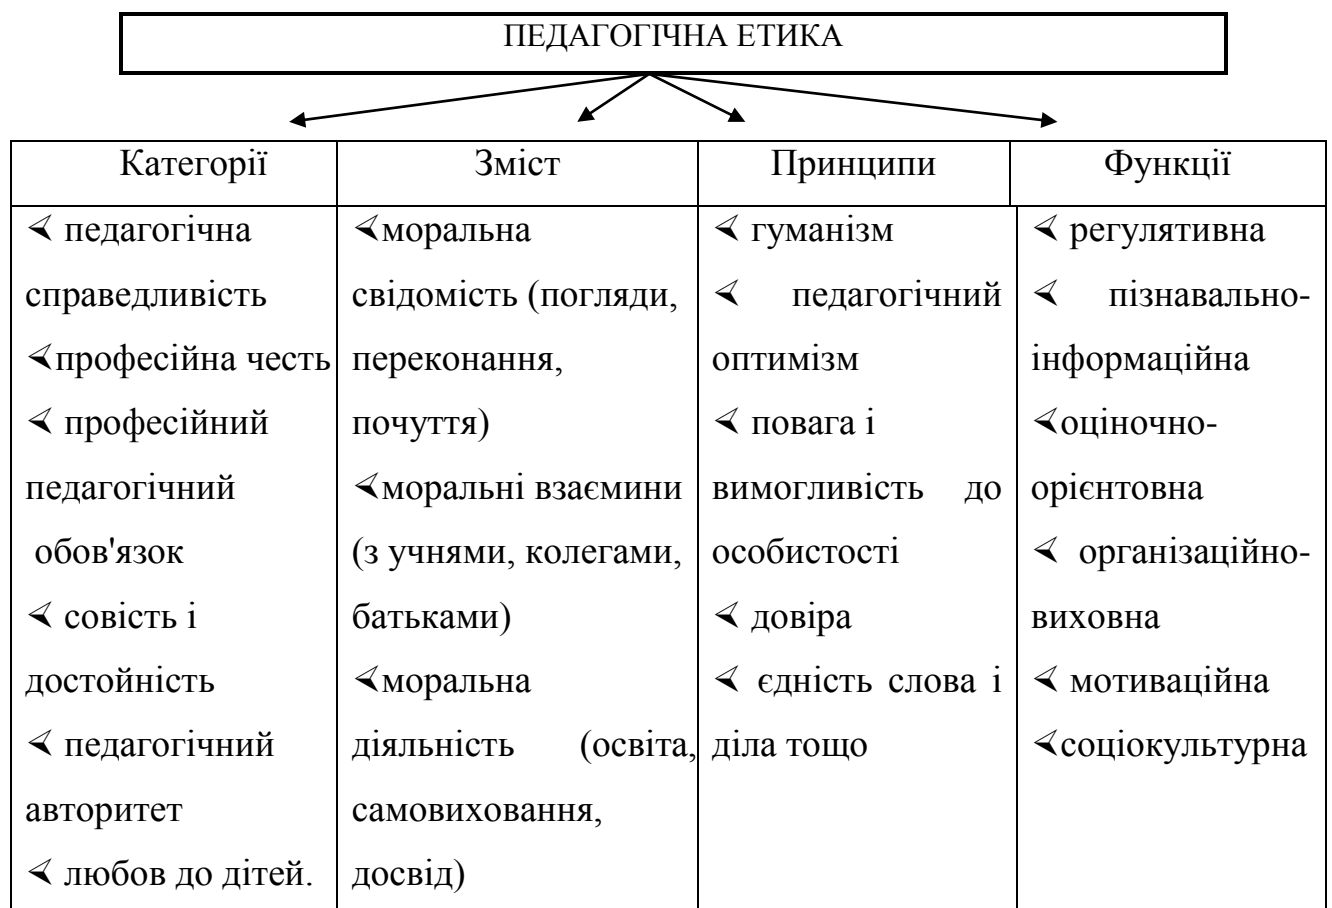 ПЕДАГОГІЧНА ЕТИКА
Категорії
⮘ педагогічна
справедливість
⮘професійна честь
⮘ професійний
педагогічний
обов'язок
⮘ совість і
достойність
⮘ педагогічний
авторитет
⮘ любов до дітей.
Зміст
⮘моральна
свідомість (погляди,
переконання,
почуття)
⮘моральні взаємини
(з учнями, колегами,
батьками)
⮘моральна
діяльність (освіта,
самовиховання,
досвід)
Принципи
⮘ гуманізм
⮘ педагогічний
оптимізм
⮘ повага і
вимогливість до
особистості
⮘ довіра
⮘ єдність слова і
діла тощо
Функції
⮘ регулятивна
⮘ пізнавально-
інформаційна
⮘оціночно-
орієнтовна
⮘ організаційно-
виховна
⮘ мотиваційна
⮘соціокультурна